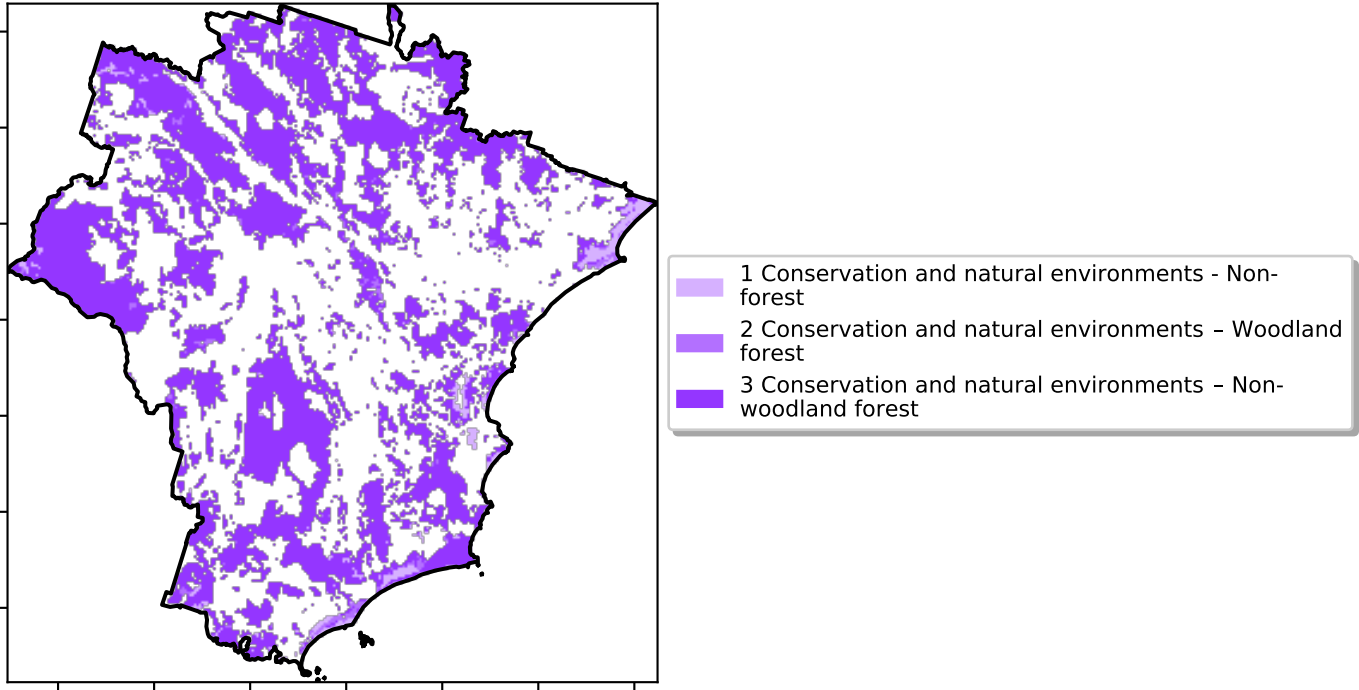 1 Conservation and natural environments - Non-
forest
2 Conservation and natural environments – Woodland
forest
3 Conservation and natural environments – Non-
woodland forest